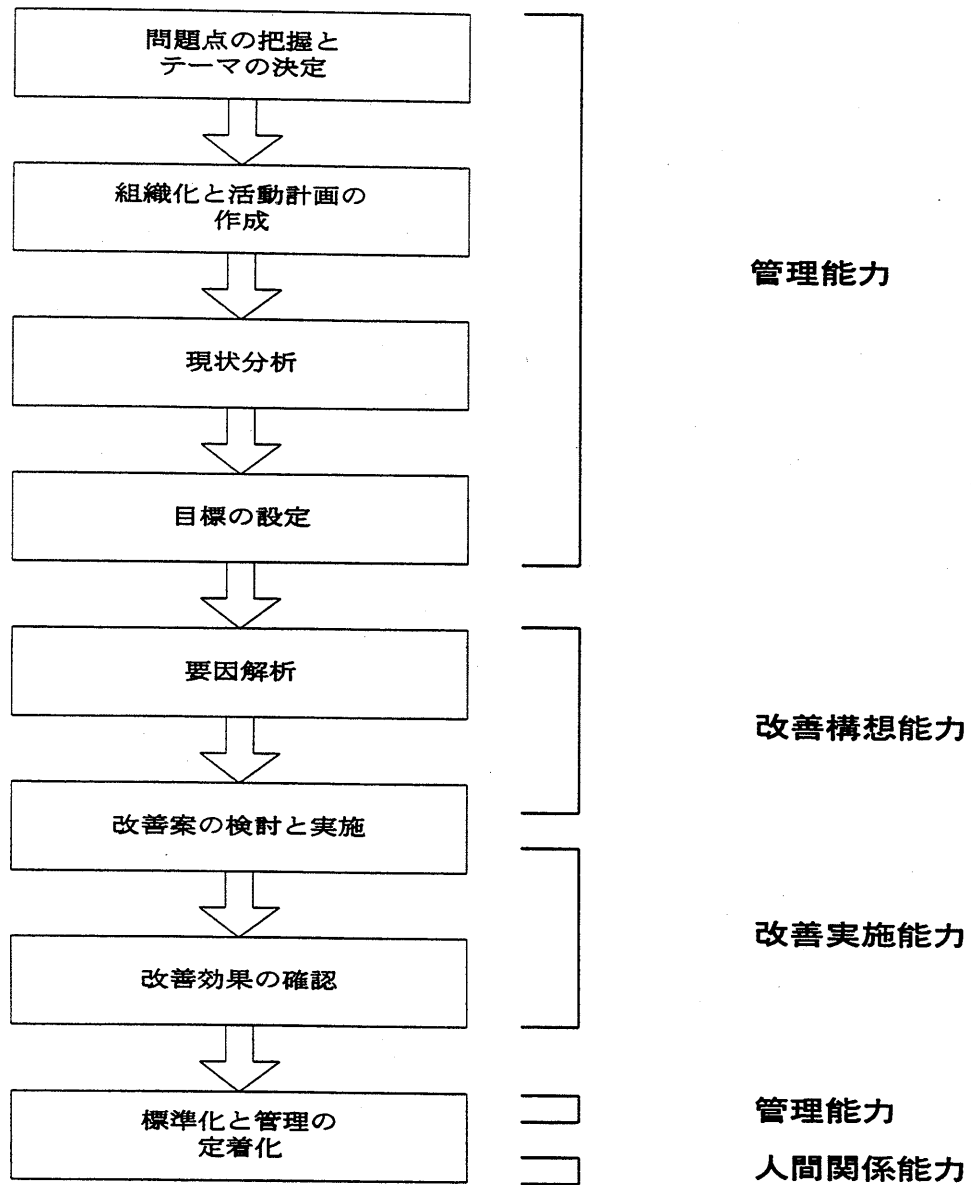 問題点の把握と
テーマの決定
組織化と活動計画の
作成
現状分析
目標の設定
管理能力
要因解析
改善案の検討と実施
改善構想能力
改善効果の確認
改善実施能力
標準化と管理の
定着化
管理能力
人間関係能力